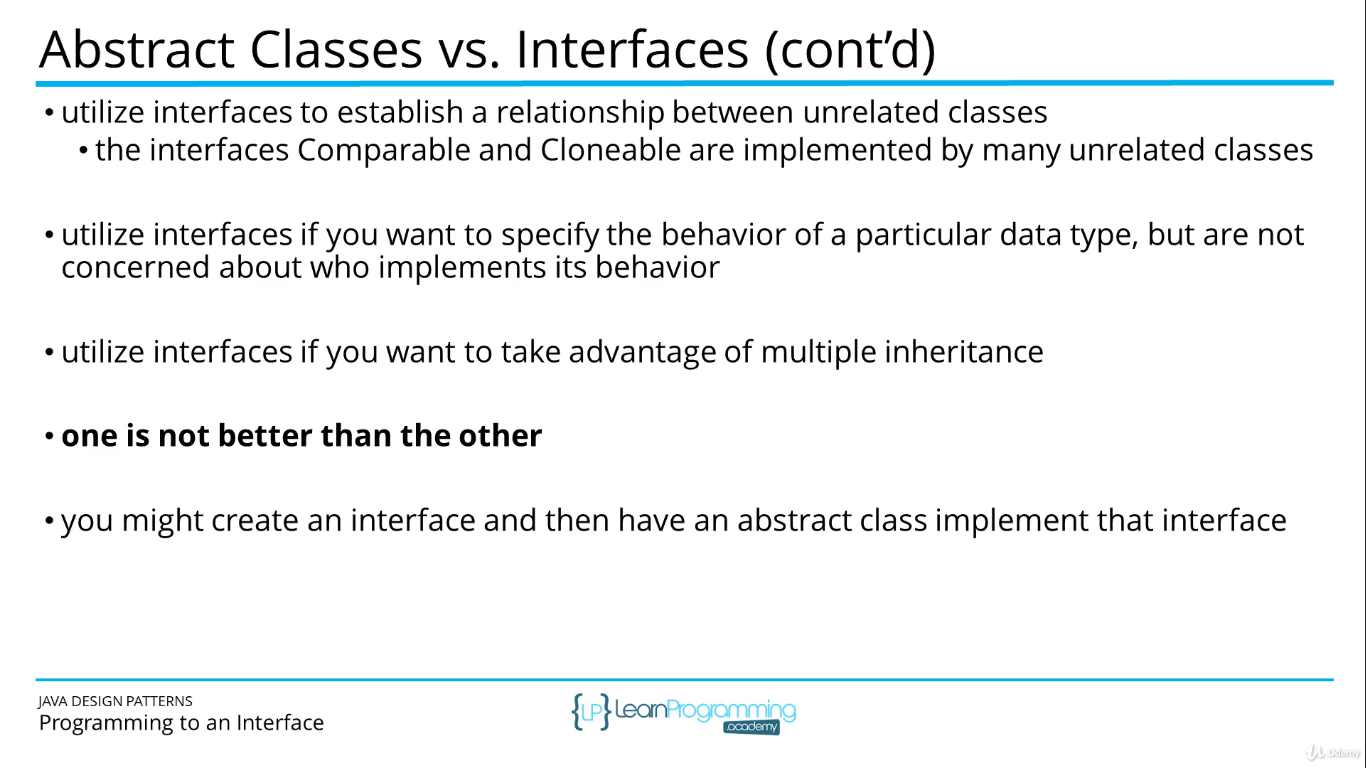 Abstract Classes vs. Interfaces (cont’d)
• utilize interfaces to establish a relationship between unrelated classes
• the interfaces Comparable and Cloneable are implemented by many unrelated classes
• utilize interfaces if you want to specify the behavior of a particular data type, but are not
concerned about who implements its behavior
• utilize interfaces if you want to take advantage of multiple inheritance
• one is not better than the other
• you might create an interface and then have an abstract class implement that interface
JAVA DESIGN PATTERNS
Programming to an Interface
{LP} LearnProgramming
.academy
Udemy